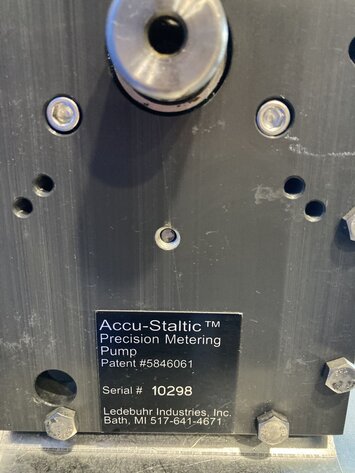 Accu-Staltic™
Precision Metering
Pump
Patent #5846061
Serial # 10298
Ledebuhr Industries, Inc.
Bath, MI 517-641-4671